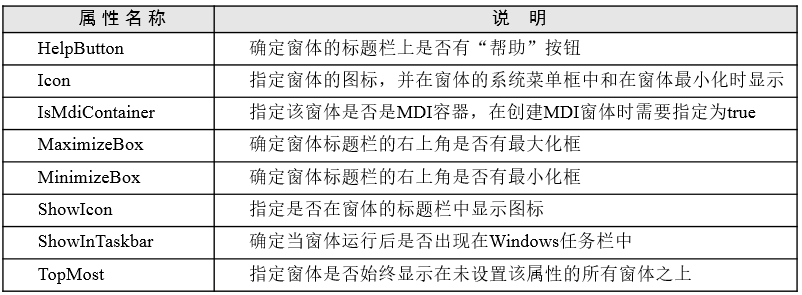 属 性 名 称 说 明
HelpButton 确定窗体的标题栏上是否有“帮助”按钮
Icon 指定窗体的图标，并在窗体的系统菜单框中和在窗体最小化时显示
IsMdiContainer 指定该窗体是否是MDI容器，在创建MDI窗体时需要指定为true
MaximizeBox 确定窗体标题栏的右上角是否有最大化框
MinimizeBox 确定窗体标题栏的右上角是否有最小化框
ShowIcon 指定是否在窗体的标题栏中显示图标
ShowInTaskbar 确定当窗体运行后是否出现在Windows任务栏中
TopMost 指定窗体是否始终显示在未设置该属性的所有窗体之上